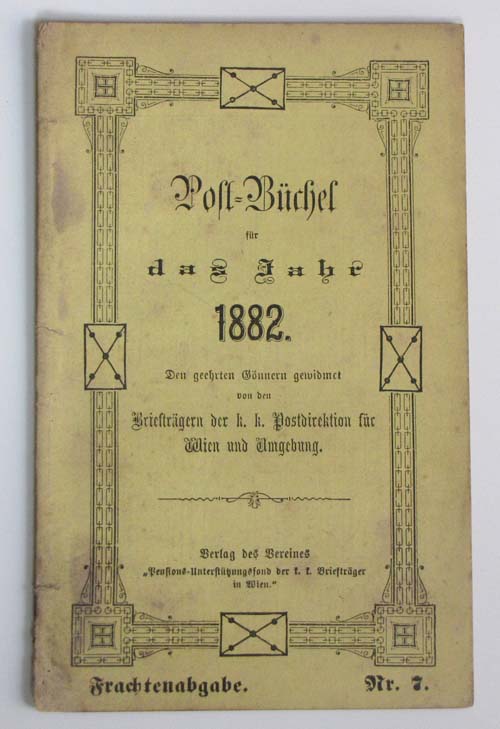 Post-Büchel
für
das Jahr
1882.
Den geehrten Gönnern gewidmet
von den
Briefträgern der k. k. Postdirektion für
Wien und Umgebung.
Verlag des Vereines
„Pensions-Unterstützungsfond der k. k. Briefträger
in Wien.“
Frachtenabgabe. Nr. 7.